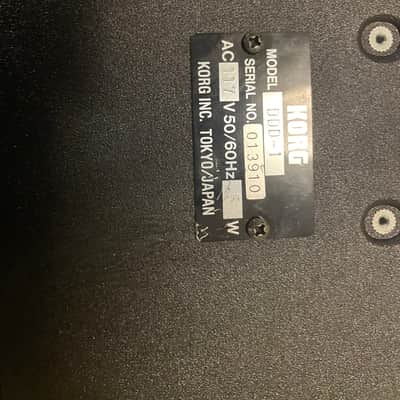 KORG
MODEL DDD-1
SERIAL NO. 013910
AC 117 V 50/60Hz W
KORG INC. TOKYO/JAPAN